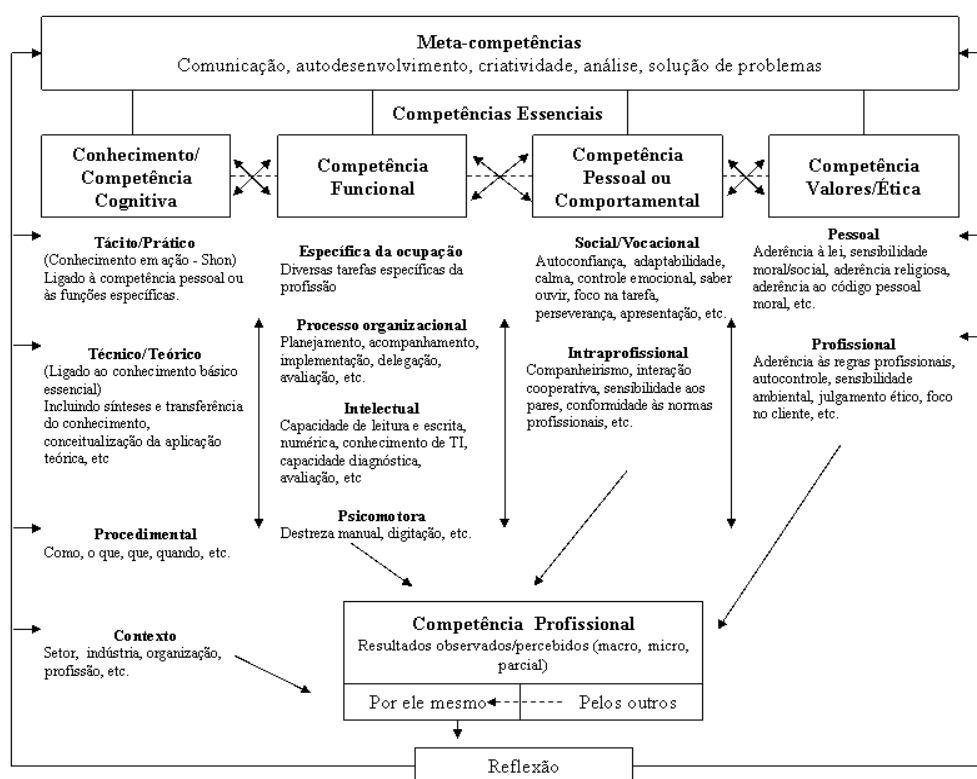 Meta-competências
Comunicação, autodesenvolvimento, criatividade, análise, solução de problemas
Competências Essenciais
Conhecimento/
Competência
Cognitiva
Competência
Funcional
Competência
Pessoal ou
Comportamental
Competência
Valores/Ética
Tácito/Prático
(Conhecimento em ação - Shon)
Ligado à competência pessoal ou
às funções específicas.
Técnico/Teórico
(Ligado ao conhecimento básico
essencial)
Incluindo sínteses e transferência
do conhecimento,
conceitualização da aplicação
teórica, etc
Procedimental
Como, o que, que, quando, etc.
Contexto
Setor, indústria, organização,
profissão, etc.
Específica da ocupação
Diversas tarefas específicas da
profissão
Processo organizacional
Planejamento, acompanhamento,
implementação, delegação,
avaliação, etc.
Intelectual
Capacidade de leitura e escrita,
numérica, conhecimento de TI,
capacidade diagnóstica,
avaliação, etc
Psicomotora
Destreza manual, digitação, etc.
Social/Vocacional
Autoconfiança, adaptabilidade,
calma, controle emocional, saber
ouvir, foco na tarefa,
perseverança, apresentação, etc.
Intraprofissional
Companheirismo, interação
cooperativa, sensibilidade aos
pares, conformidade às normas
profissionais, etc.
Pessoal
Aderência à lei, sensibilidade
moral/social, aderência religiosa,
aderência ao código pessoal
moral, etc.
Profissional
Aderência às regras profissionais,
autocontrole, sensibilidade
ambiental, julgamento ético, foco
no cliente, etc.
Competência Profissional
Resultados observados/percebidos (macro, micro,
parcial)
Por ele mesmo
Pelos outros
Reflexão